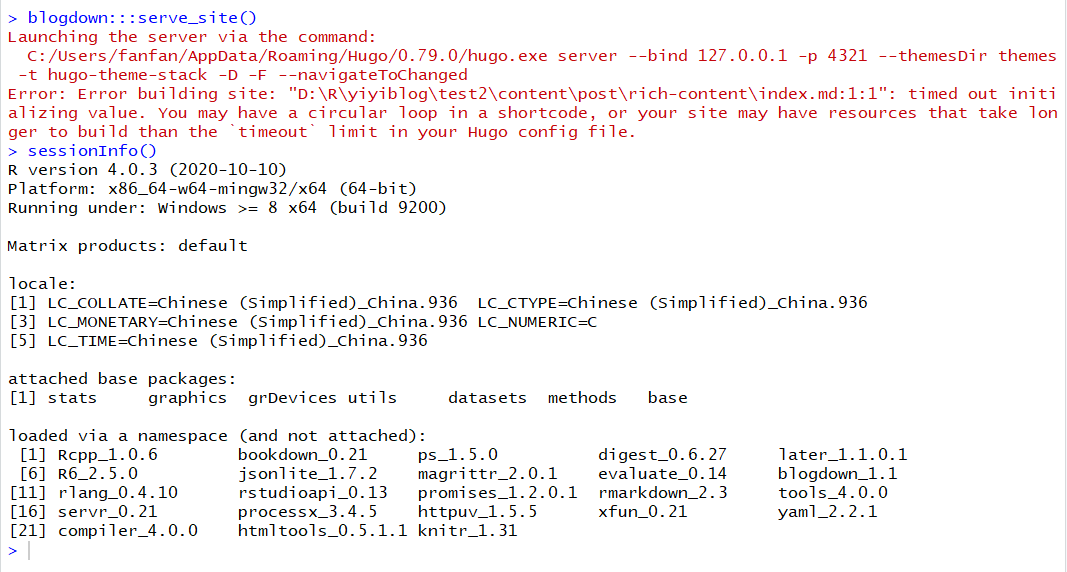 > blogdown:::serve_site()
Launching the server via the command:
  C:/Users/fanfan/AppData/Roaming/Hugo/0.79.0/hugo.exe server --bind 127.0.0.1 -p 4321 --themesDir themes
 -t hugo-theme-stack -D -F --navigateToChanged
Error: Error building site: "D:\R\yiyiblog\test2\content\post\rich-content\index.md:1:1": timed out initi
alizing value. You may have a circular loop in a shortcode, or your site may have resources that take lon
ger to build than the `timeout` limit in your Hugo config file.
> sessionInfo()
R version 4.0.3 (2020-10-10)
Platform: x86_64-w64-mingw32/x64 (64-bit)
Running under: Windows >= 8 x64 (build 9200)
Matrix products: default
locale:
[1] LC_COLLATE=Chinese (Simplified)_China.936  LC_CTYPE=Chinese (Simplified)_China.936
[3] LC_MONETARY=Chinese (Simplified)_China.936 LC_NUMERIC=C
[5] LC_TIME=Chinese (Simplified)_China.936
attached base packages:
[1] stats     graphics  grDevices utils     datasets  methods   base
loaded via a namespace (and not attached):
 [1] Rcpp_1.0.6        bookdown_0.21     ps_1.5.0          digest_0.6.27     later_1.1.0.1
 [6] R6_2.5.0          jsonlite_1.7.2    magrittr_2.0.1    evaluate_0.14     blogdown_1.1
[11] rlang_0.4.10      rstudioapi_0.13   promises_1.2.0.1  rmarkdown_2.3     tools_4.0.0
[16] servr_0.21        processx_3.4.5    httpuv_1.5.5      xfun_0.21         yaml_2.2.1
[21] compiler_4.0.0    htmltools_0.5.1.1 knitr_1.31
>